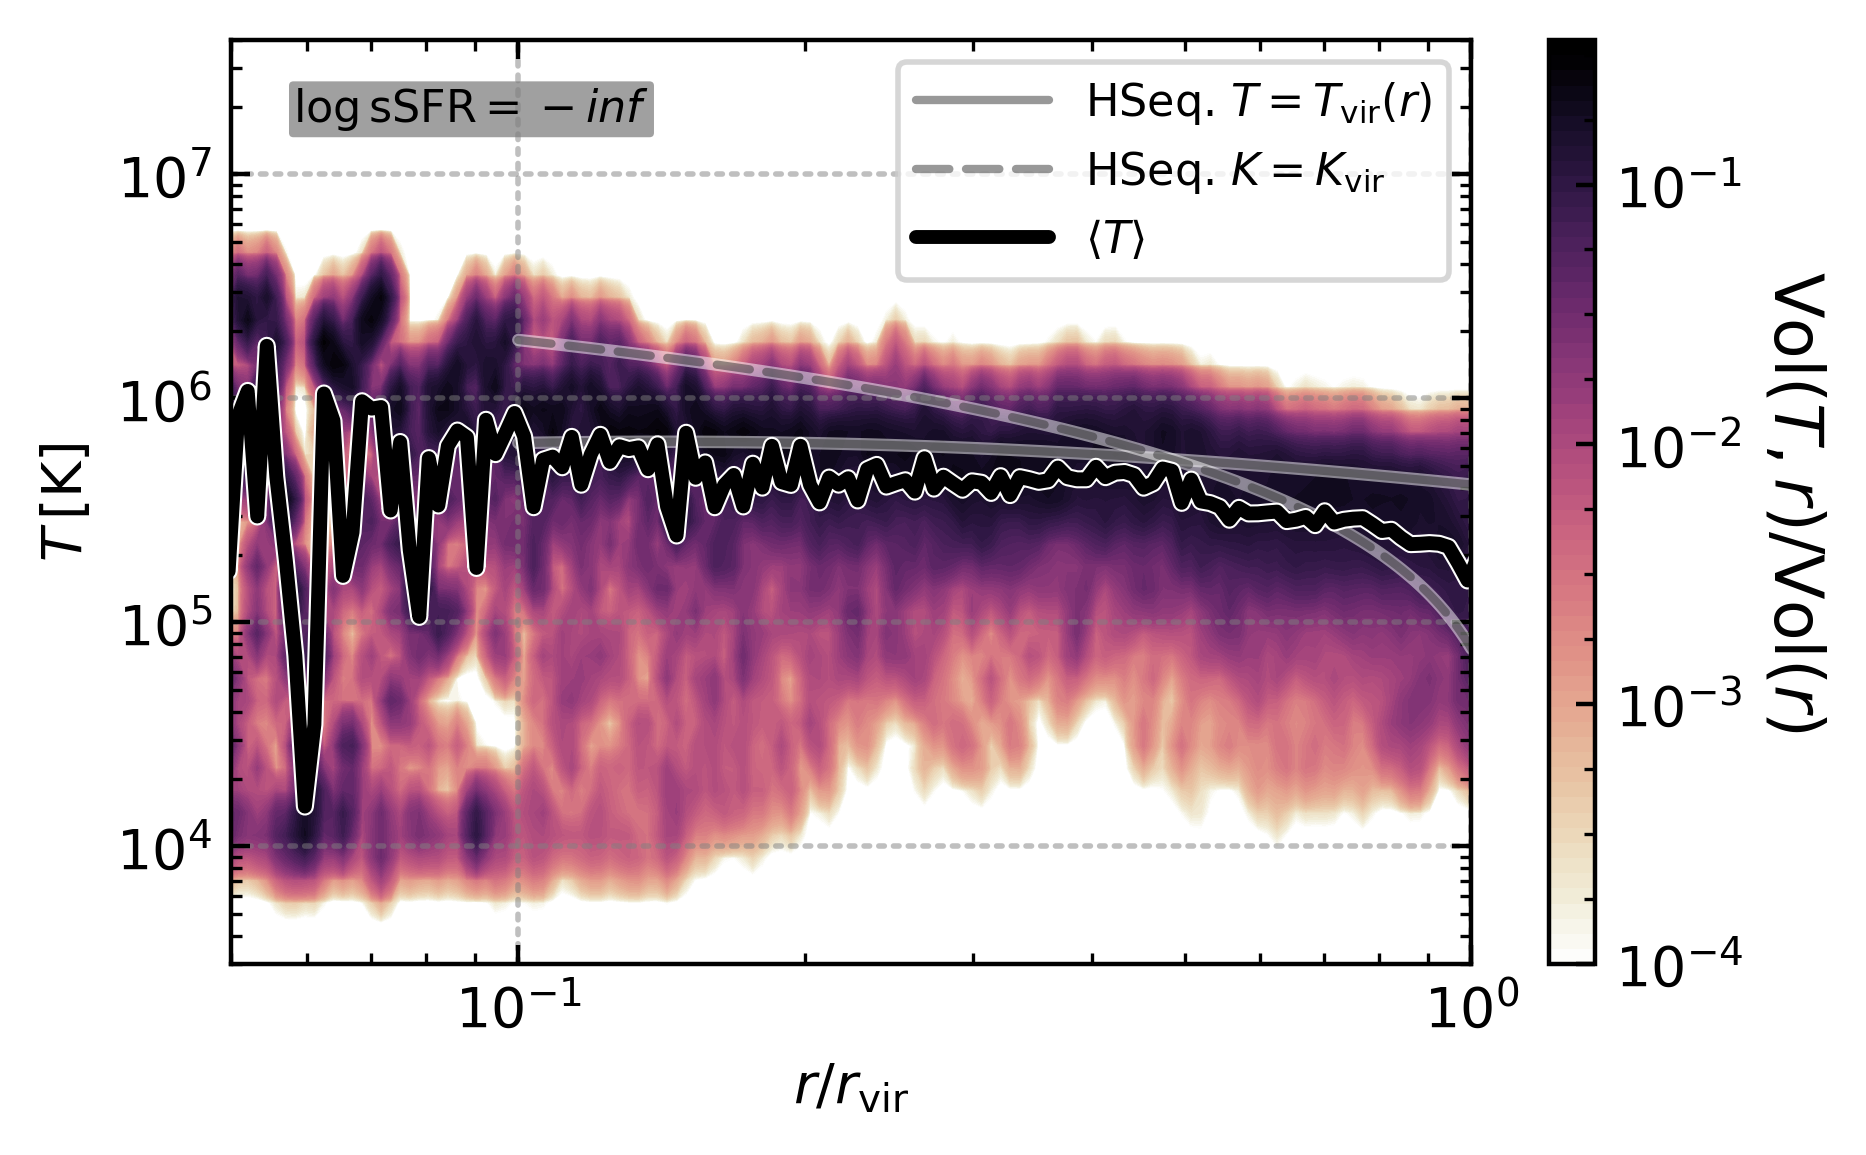 log sSFR = −inf
HSeq. T = T_vir(r)
HSeq. K = K_vir
⟨T⟩
10^7
10^6
10^5
10^4
T [K]
10^−1
10^0
r/r_vir
10^−1
10^−2
10^−3
10^−4
Vol(T, r)/Vol(r)